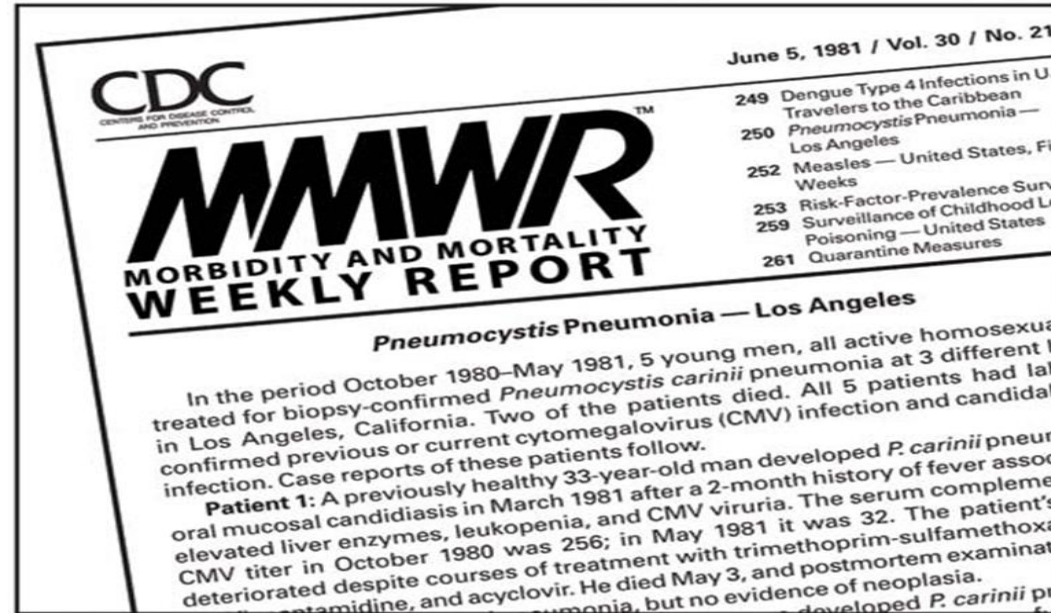 June 5, 1981 / Vol. 30 / No. 21
CDC
CENTERS FOR DISEASE CONTROL
AND PREVENTION
MMWR™
MORBIDITY AND MORTALITY
WEEKLY REPORT
249 Dengue Type 4 Infections in U
Travelers to the Caribbean
250 Pneumocystis Pneumonia —
Los Angeles
252 Measles — United States, Fi
Weeks
253 Risk-Factor-Prevalence Surv
259 Surveillance of Childhood Le
Poisoning — United States
261 Quarantine Measures
Pneumocystis Pneumonia — Los Angeles
In the period October 1980–May 1981, 5 young men, all active homosexua
treated for biopsy-confirmed Pneumocystis carinii pneumonia at 3 different
in Los Angeles, California. Two of the patients died. All 5 patients had la
confirmed previous or current cytomegalovirus (CMV) infection and candida
infection. Case reports of these patients follow.
Patient 1: A previously healthy 33-year-old man developed P. carinii pneu
oral mucosal candidiasis in March 1981 after a 2-month history of fever assoc
elevated liver enzymes, leukopenia, and CMV viruria. The serum compleme
CMV titer in October 1980 was 256; in May 1981 it was 32. The patient's
deteriorated despite courses of treatment with trimethoprim-sulfamethoxa
ntamidine, and acyclovir. He died May 3, and postmortem examinat
monia, but no evidence of neoplasia.
developed P. carinii